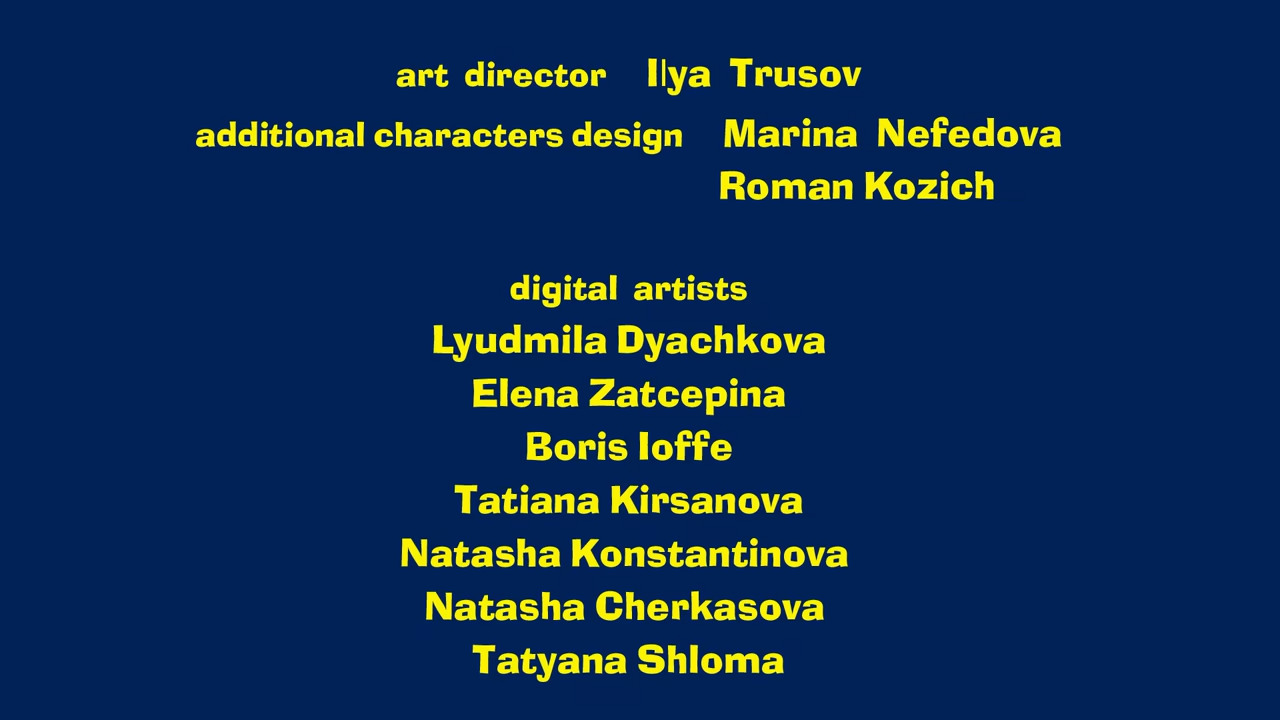 art director Ilya Trusov
additional characters design Marina Nefedova
Roman Kozich
digital artists
Lyudmila Dyachkova
Elena Zatcepina
Boris Ioffe
Tatiana Kirsanova
Natasha Konstantinova
Natasha Cherkasova
Tatyana Shloma